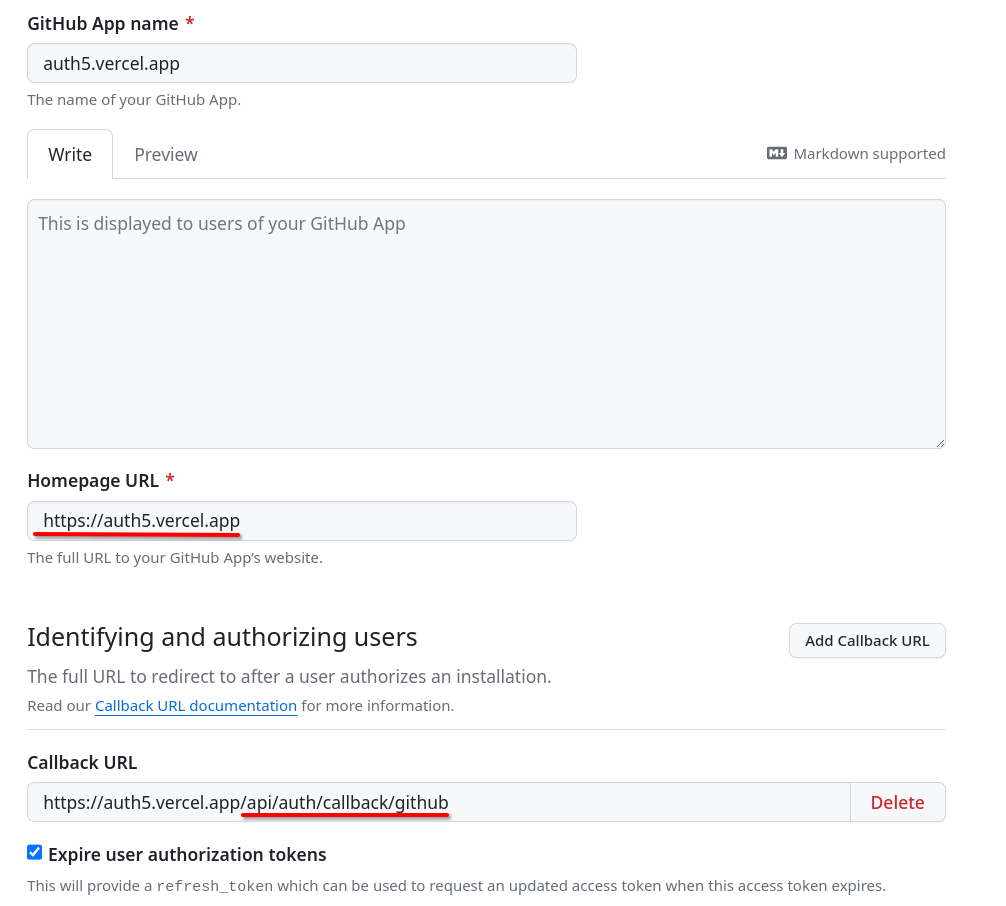 GitHub App name *
auth5.vercel.app
The name of your GitHub App.
Write Preview Markdown supported
This is displayed to users of your GitHub App
Homepage URL *
https://auth5.vercel.app
The full URL to your GitHub App's website.
Identifying and authorizing users Add Callback URL
The full URL to redirect to after a user authorizes an installation.
Read our Callback URL documentation for more information.
Callback URL
https://auth5.vercel.app/api/auth/callback/github Delete
Expire user authorization tokens
This will provide a refresh_token which can be used to request an updated access token when this access token expires.